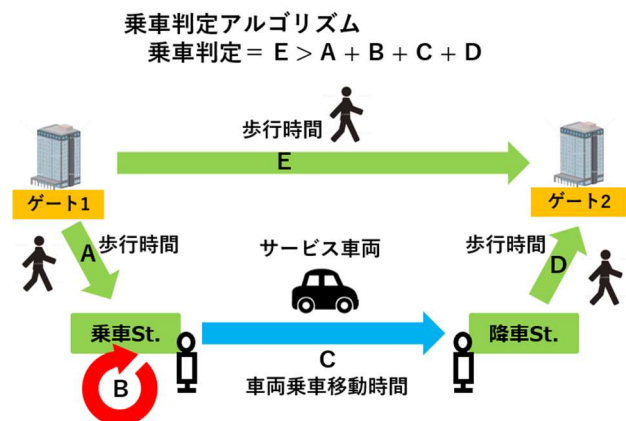 乗車判定アルゴリズム
乗車判定＝ E > A + B + C + D
歩行時間
E
ゲート1
ゲート2
A 歩行時間
サービス車両
歩行時間
D
乗車St.
降車St.
B
C
車両乗車移動時間